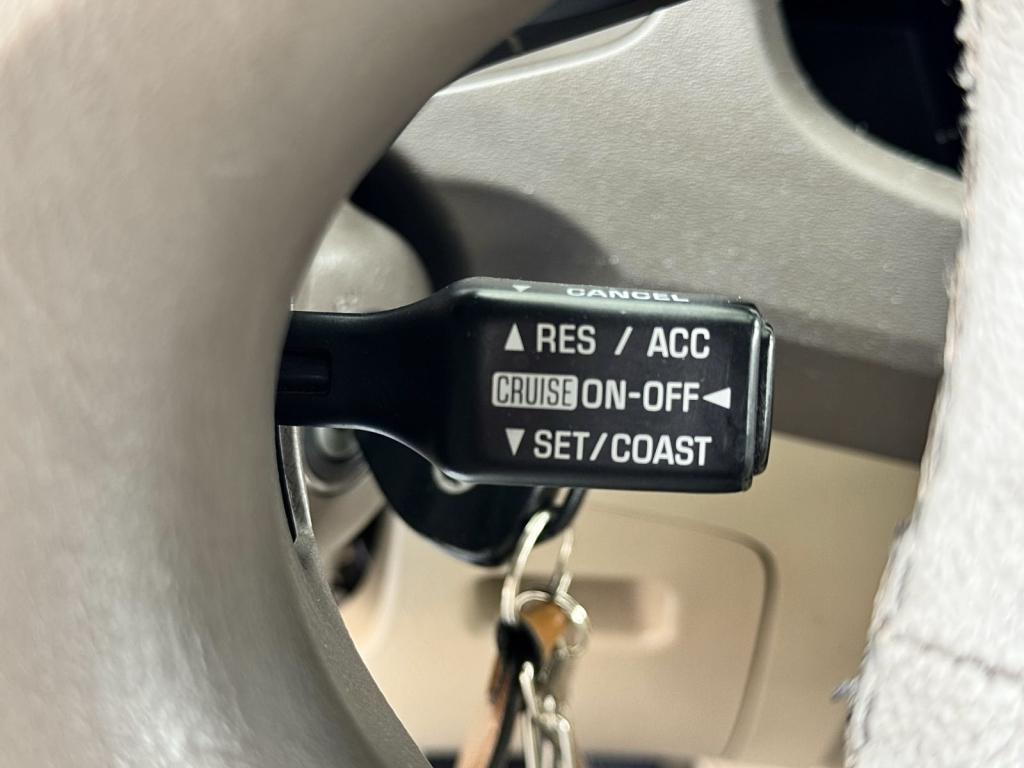 ▼ CANCEL
▲ RES / ACC
CRUISE ON-OFF ◀
▼ SET/COAST